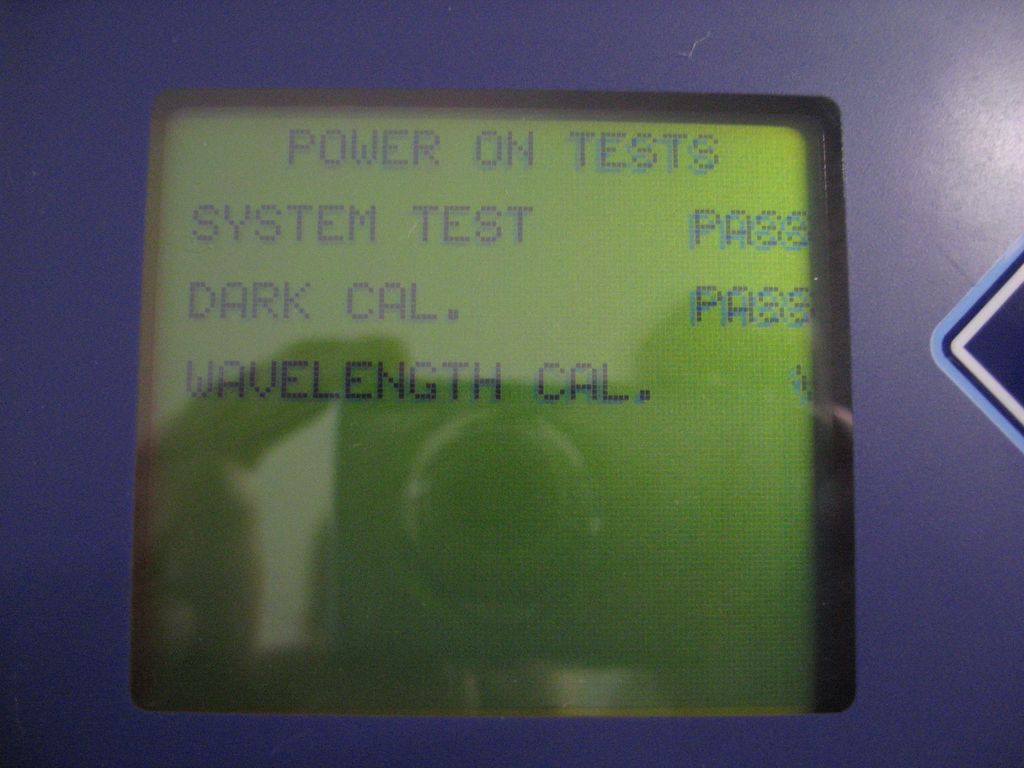 POWER ON TESTS
SYSTEM TEST PASS
DARK CAL. PASS
WAVELENGTH CAL.